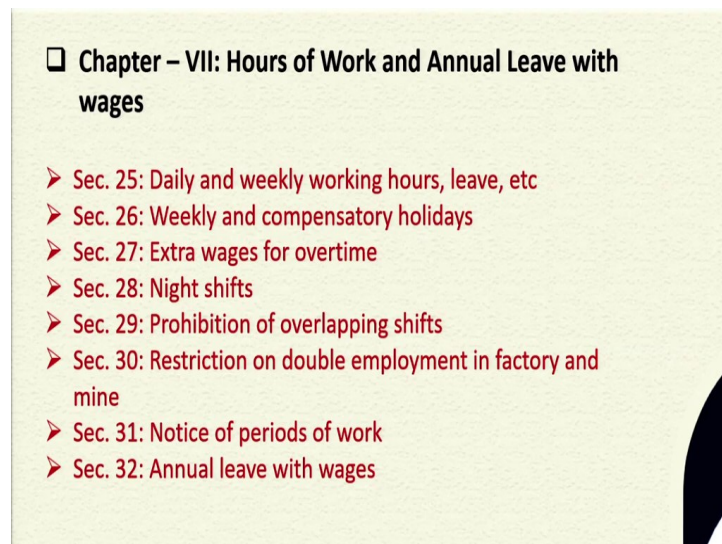 ❑ Chapter – VII: Hours of Work and Annual Leave with
wages
➢ Sec. 25: Daily and weekly working hours, leave, etc
➢ Sec. 26: Weekly and compensatory holidays
➢ Sec. 27: Extra wages for overtime
➢ Sec. 28: Night shifts
➢ Sec. 29: Prohibition of overlapping shifts
➢ Sec. 30: Restriction on double employment in factory and
mine
➢ Sec. 31: Notice of periods of work
➢ Sec. 32: Annual leave with wages